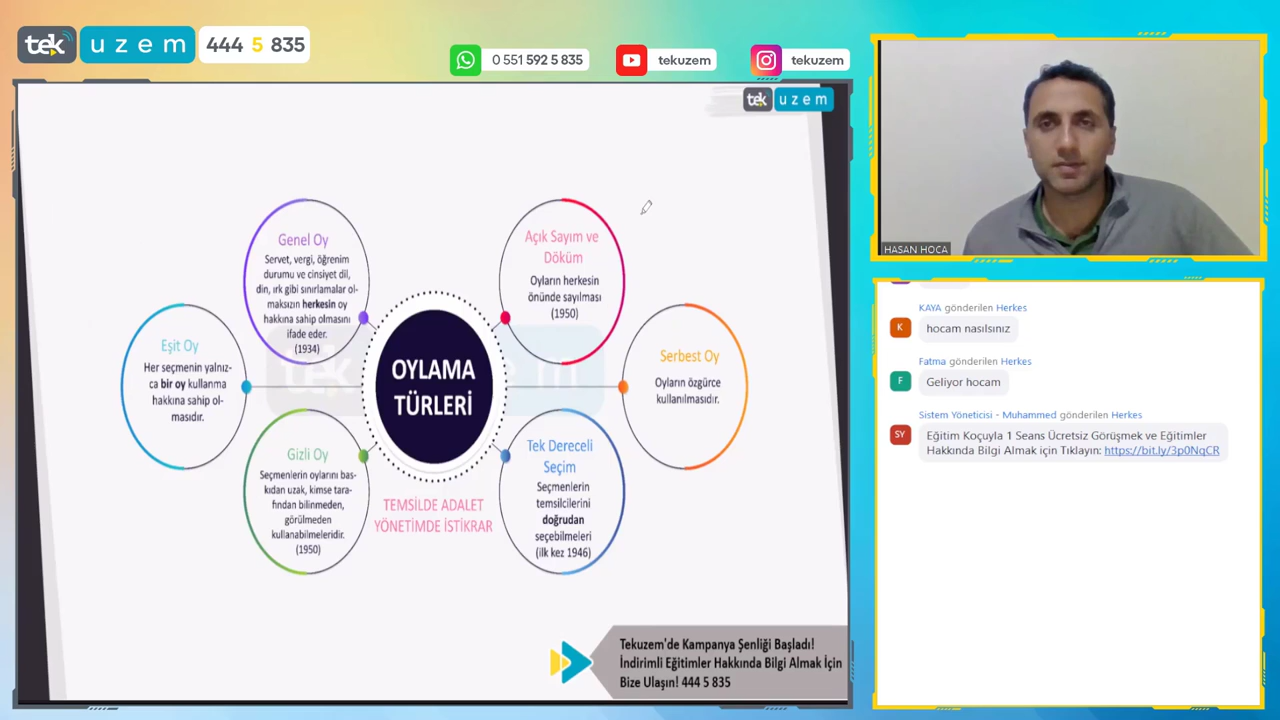 tek uzem 444 5 835
0 551 592 5 835
tekuzem
tekuzem
tek uzem
Genel Oy
Servet, vergi, öğrenim
durumu ve cinsiyet dil,
din, ırk gibi sınırlamalar ol-
maksızın herkesin oy
hakkına sahip olmasını
ifade eder.
(1934)
Açık Sayım ve
Döküm
Oyların herkesin
önünde sayılması
(1950)
Eşit Oy
Her seçmenin yalnız-
ca bir oy kullanma
hakkına sahip ol-
masıdır.
OYLAMA
TÜRLERİ
Serbest Oy
Oyların özgürce
kullanılmasıdır.
Gizli Oy
Seçmenlerin oylarını bas-
kıdan uzak, kimse tara-
fından bilinmeden,
görülmeden
kullanabilmeleridir.
(1950)
TEMSİLDE ADALET
YÖNETİMDE İSTİKRAR
Tek Dereceli
Seçim
Seçmenlerin
temsilcilerini
doğrudan
seçebilmeleri
(ilk kez 1946)
Tekuzem'de Kampanya Şenliği Başladı!
İndirimli Eğitimler Hakkında Bilgi Almak İçin
Bize Ulaşın! 444 5 835
HASAN HOCA
KAYA gönderilen Herkes
K
hocam nasılsınız
Fatma gönderilen Herkes
F
Geliyor hocam
Sistem Yöneticisi - Muhammed gönderilen Herkes
SY
Eğitim Koçuyla 1 Seans Ücretsiz Görüşmek ve Eğitimler
Hakkında Bilgi Almak için Tıklayın: https://bit.ly/3p0NqCR